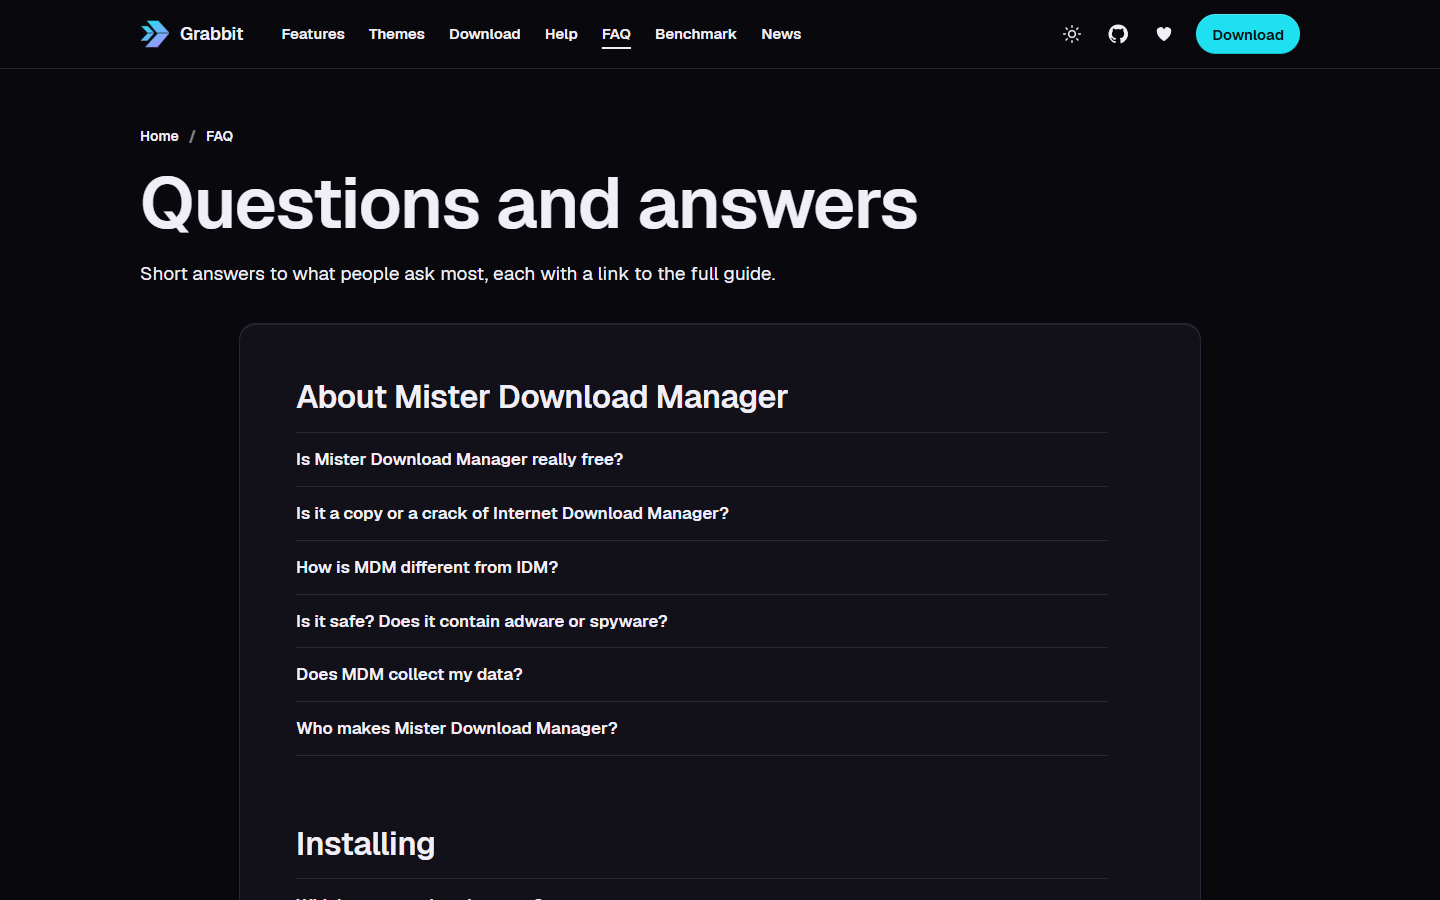 Grabbit Features Themes Download Help FAQ Benchmark News Download
Home / FAQ
Questions and answers
Short answers to what people ask most, each with a link to the full guide.
About Mister Download Manager
Is Mister Download Manager really free?
Is it a copy or a crack of Internet Download Manager?
How is MDM different from IDM?
Is it safe? Does it contain adware or spyware?
Does MDM collect my data?
Who makes Mister Download Manager?
Installing